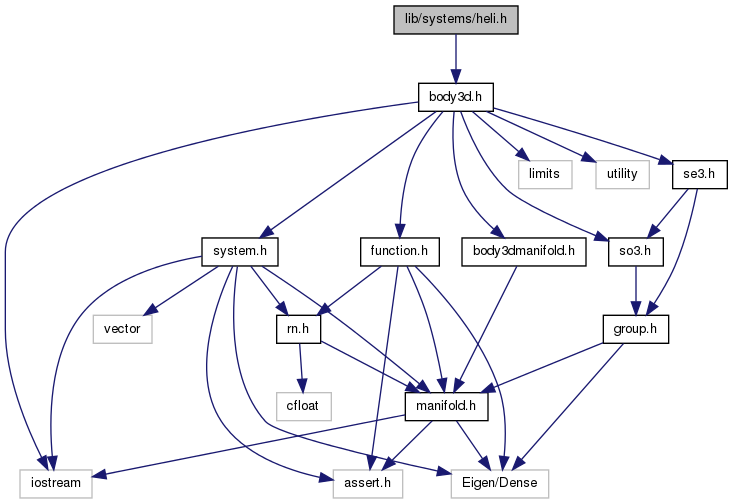 lib/systems/heli.h
body3d.h
limits
utility
se3.h
system.h
function.h
body3dmanifold.h
so3.h
vector
rn.h
group.h
cfloat
manifold.h
iostream
assert.h
Eigen/Dense